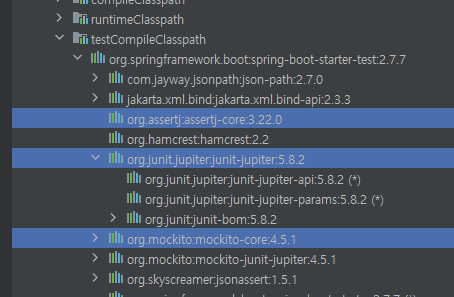 compileClasspath
runtimeClasspath
testCompileClasspath
org.springframework.boot:spring-boot-starter-test:2.7.7
com.jayway.jsonpath:json-path:2.7.0
jakarta.xml.bind:jakarta.xml.bind-api:2.3.3
org.assertj:assertj-core:3.22.0
org.hamcrest:hamcrest:2.2
org.junit.jupiter:junit-jupiter:5.8.2
org.junit.jupiter:junit-jupiter-api:5.8.2 (*)
org.junit.jupiter:junit-jupiter-params:5.8.2 (*)
org.junit:junit-bom:5.8.2
org.mockito:mockito-core:4.5.1
org.mockito:mockito-junit-jupiter:4.5.1
org.skyscreamer:jsonassert:1.5.1